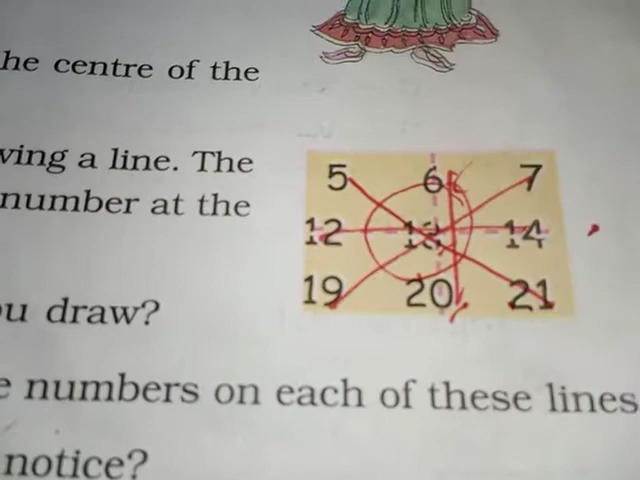 he centre of the
ving a line. The
number at the
5 6 7
12 13 14
19 20 21
u draw?
e numbers on each of these lines
notice?